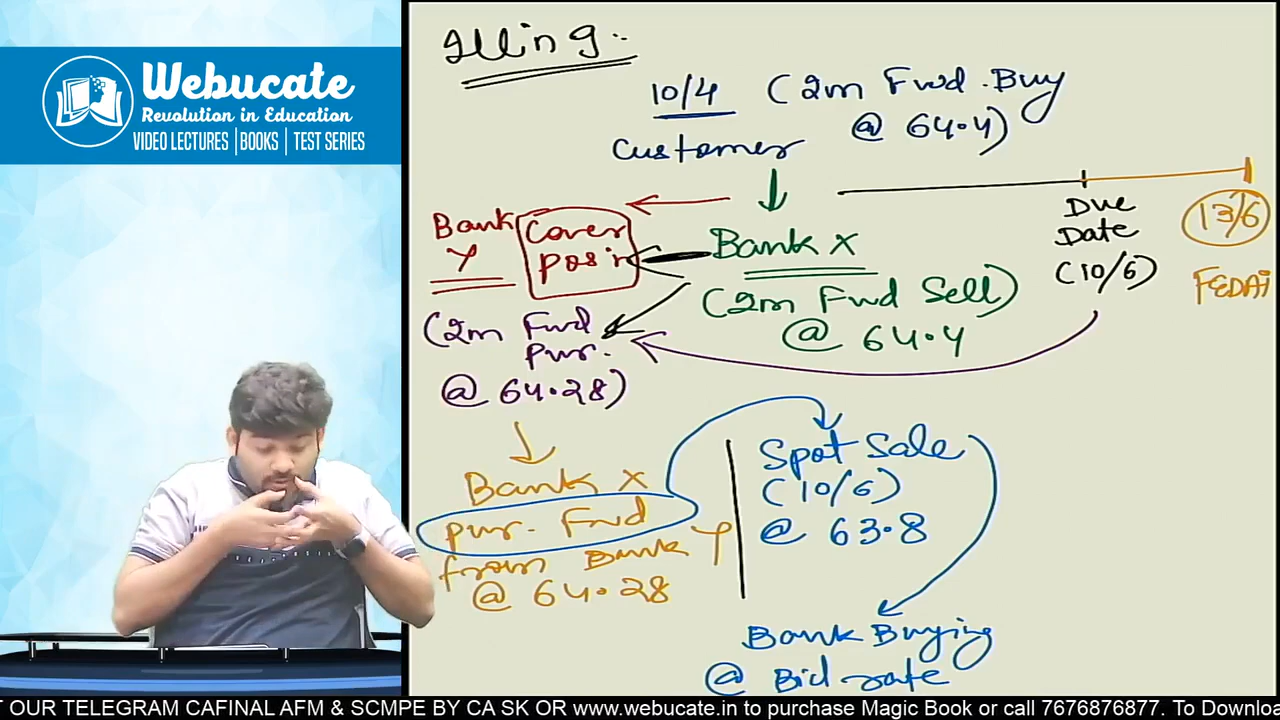 Webucate
Revolution in Education
VIDEO LECTURES | BOOKS | TEST SERIES
Illing:
10/4 (2m Fwd. Buy
@ 64.4)
Customer
Bank X
(2m Fwd Sell)
@ 64.4
Due
Date
(10/6)
13/6
FEDAI
Bank
Y
Cover
posin
(2m Fwd
pur.
@ 64.28)
Bank X
pur. Fwd
from Bank Y
@ 64.28
Spot Sale
(10/6)
@ 63.8
Bank Buying
@ Bid rate
T OUR TELEGRAM CAFINAL AFM & SCMPE BY CA SK OR www.webucate.in to purchase Magic Book or call 7676876877. To Downloa